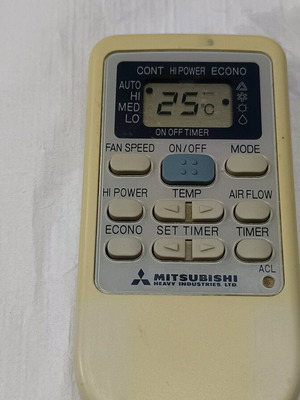 CONT HI POWER ECONO
AUTO
HI
MED
LO
25°C
ON OFF TIMER
FAN SPEED ON/OFF MODE
HI POWER TEMP AIR FLOW
ECONO SET TIMER TIMER
ACL
MITSUBISHI
HEAVY INDUSTRIES LTD